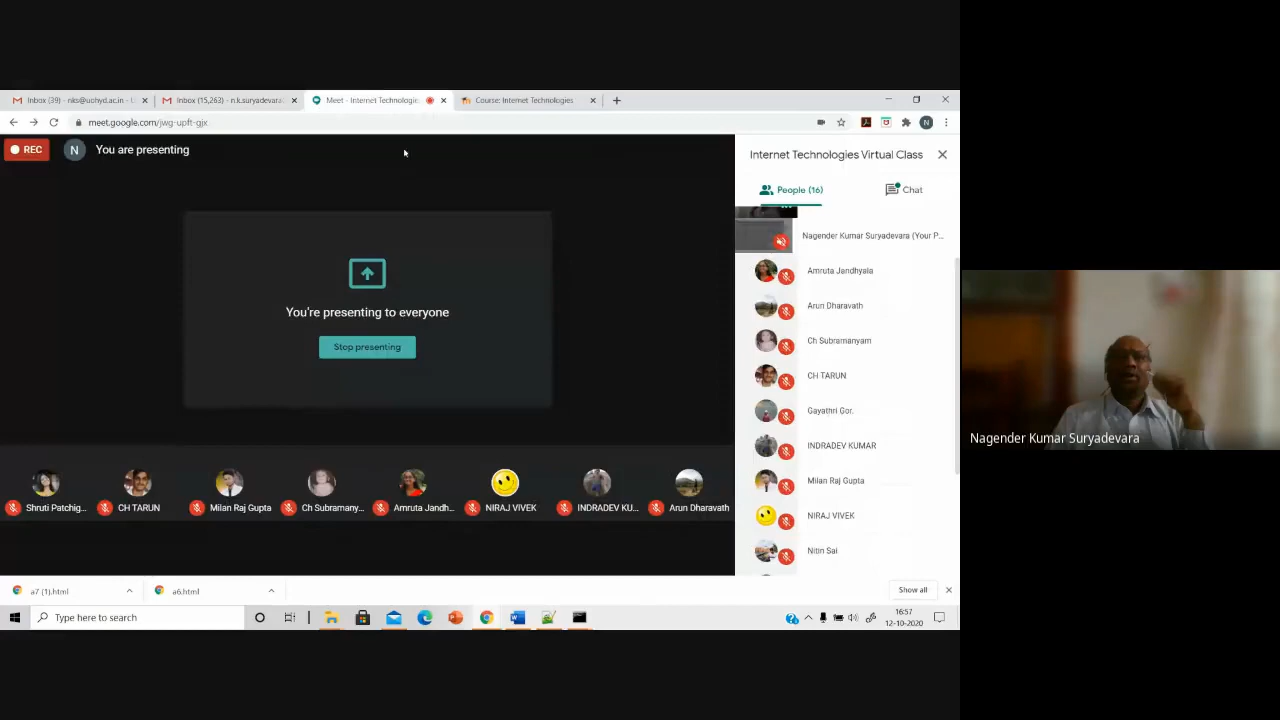 Inbox (39) - nks@uohyd.ac.in - U
Inbox (15,263) - n.k.suryadevara
Meet - Internet Technologie
Course: Internet Technologies
meet.google.com/jwg-upft-gjx
N
REC
N
You are presenting
You're presenting to everyone
Stop presenting
Shruti Patchig...
CH TARUN
Milan Raj Gupta
Ch Subramany...
Amruta Jandh...
NIRAJ VIVEK
INDRADEV KU...
Arun Dharavath
Internet Technologies Virtual Class
People (16)
Chat
Nagender Kumar Suryadevara (Your P...
Amruta Jandhyala
Arun Dharavath
Ch Subramanyam
CH TARUN
Gayathri Gor.
INDRADEV KUMAR
Milan Raj Gupta
NIRAJ VIVEK
Nitin Sai
Nagender Kumar Suryadevara
a7 (1).html
a6.html
Show all
Type here to search
16:57
12-10-2020